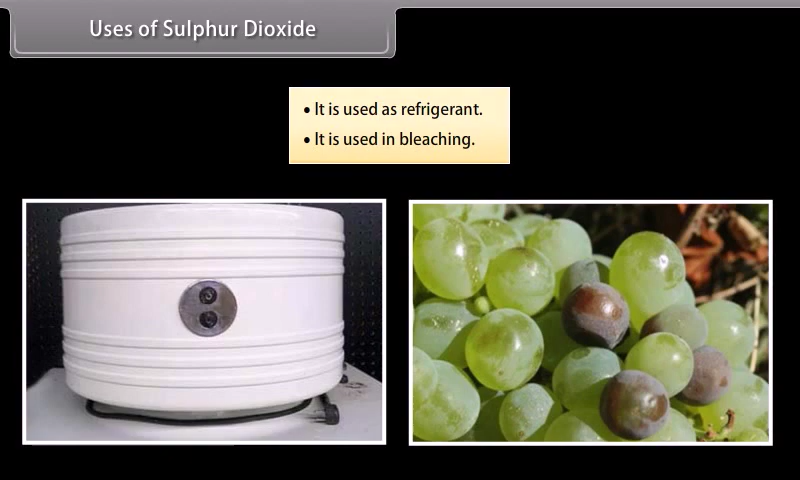 Uses of Sulphur Dioxide
• It is used as refrigerant.
• It is used in bleaching.